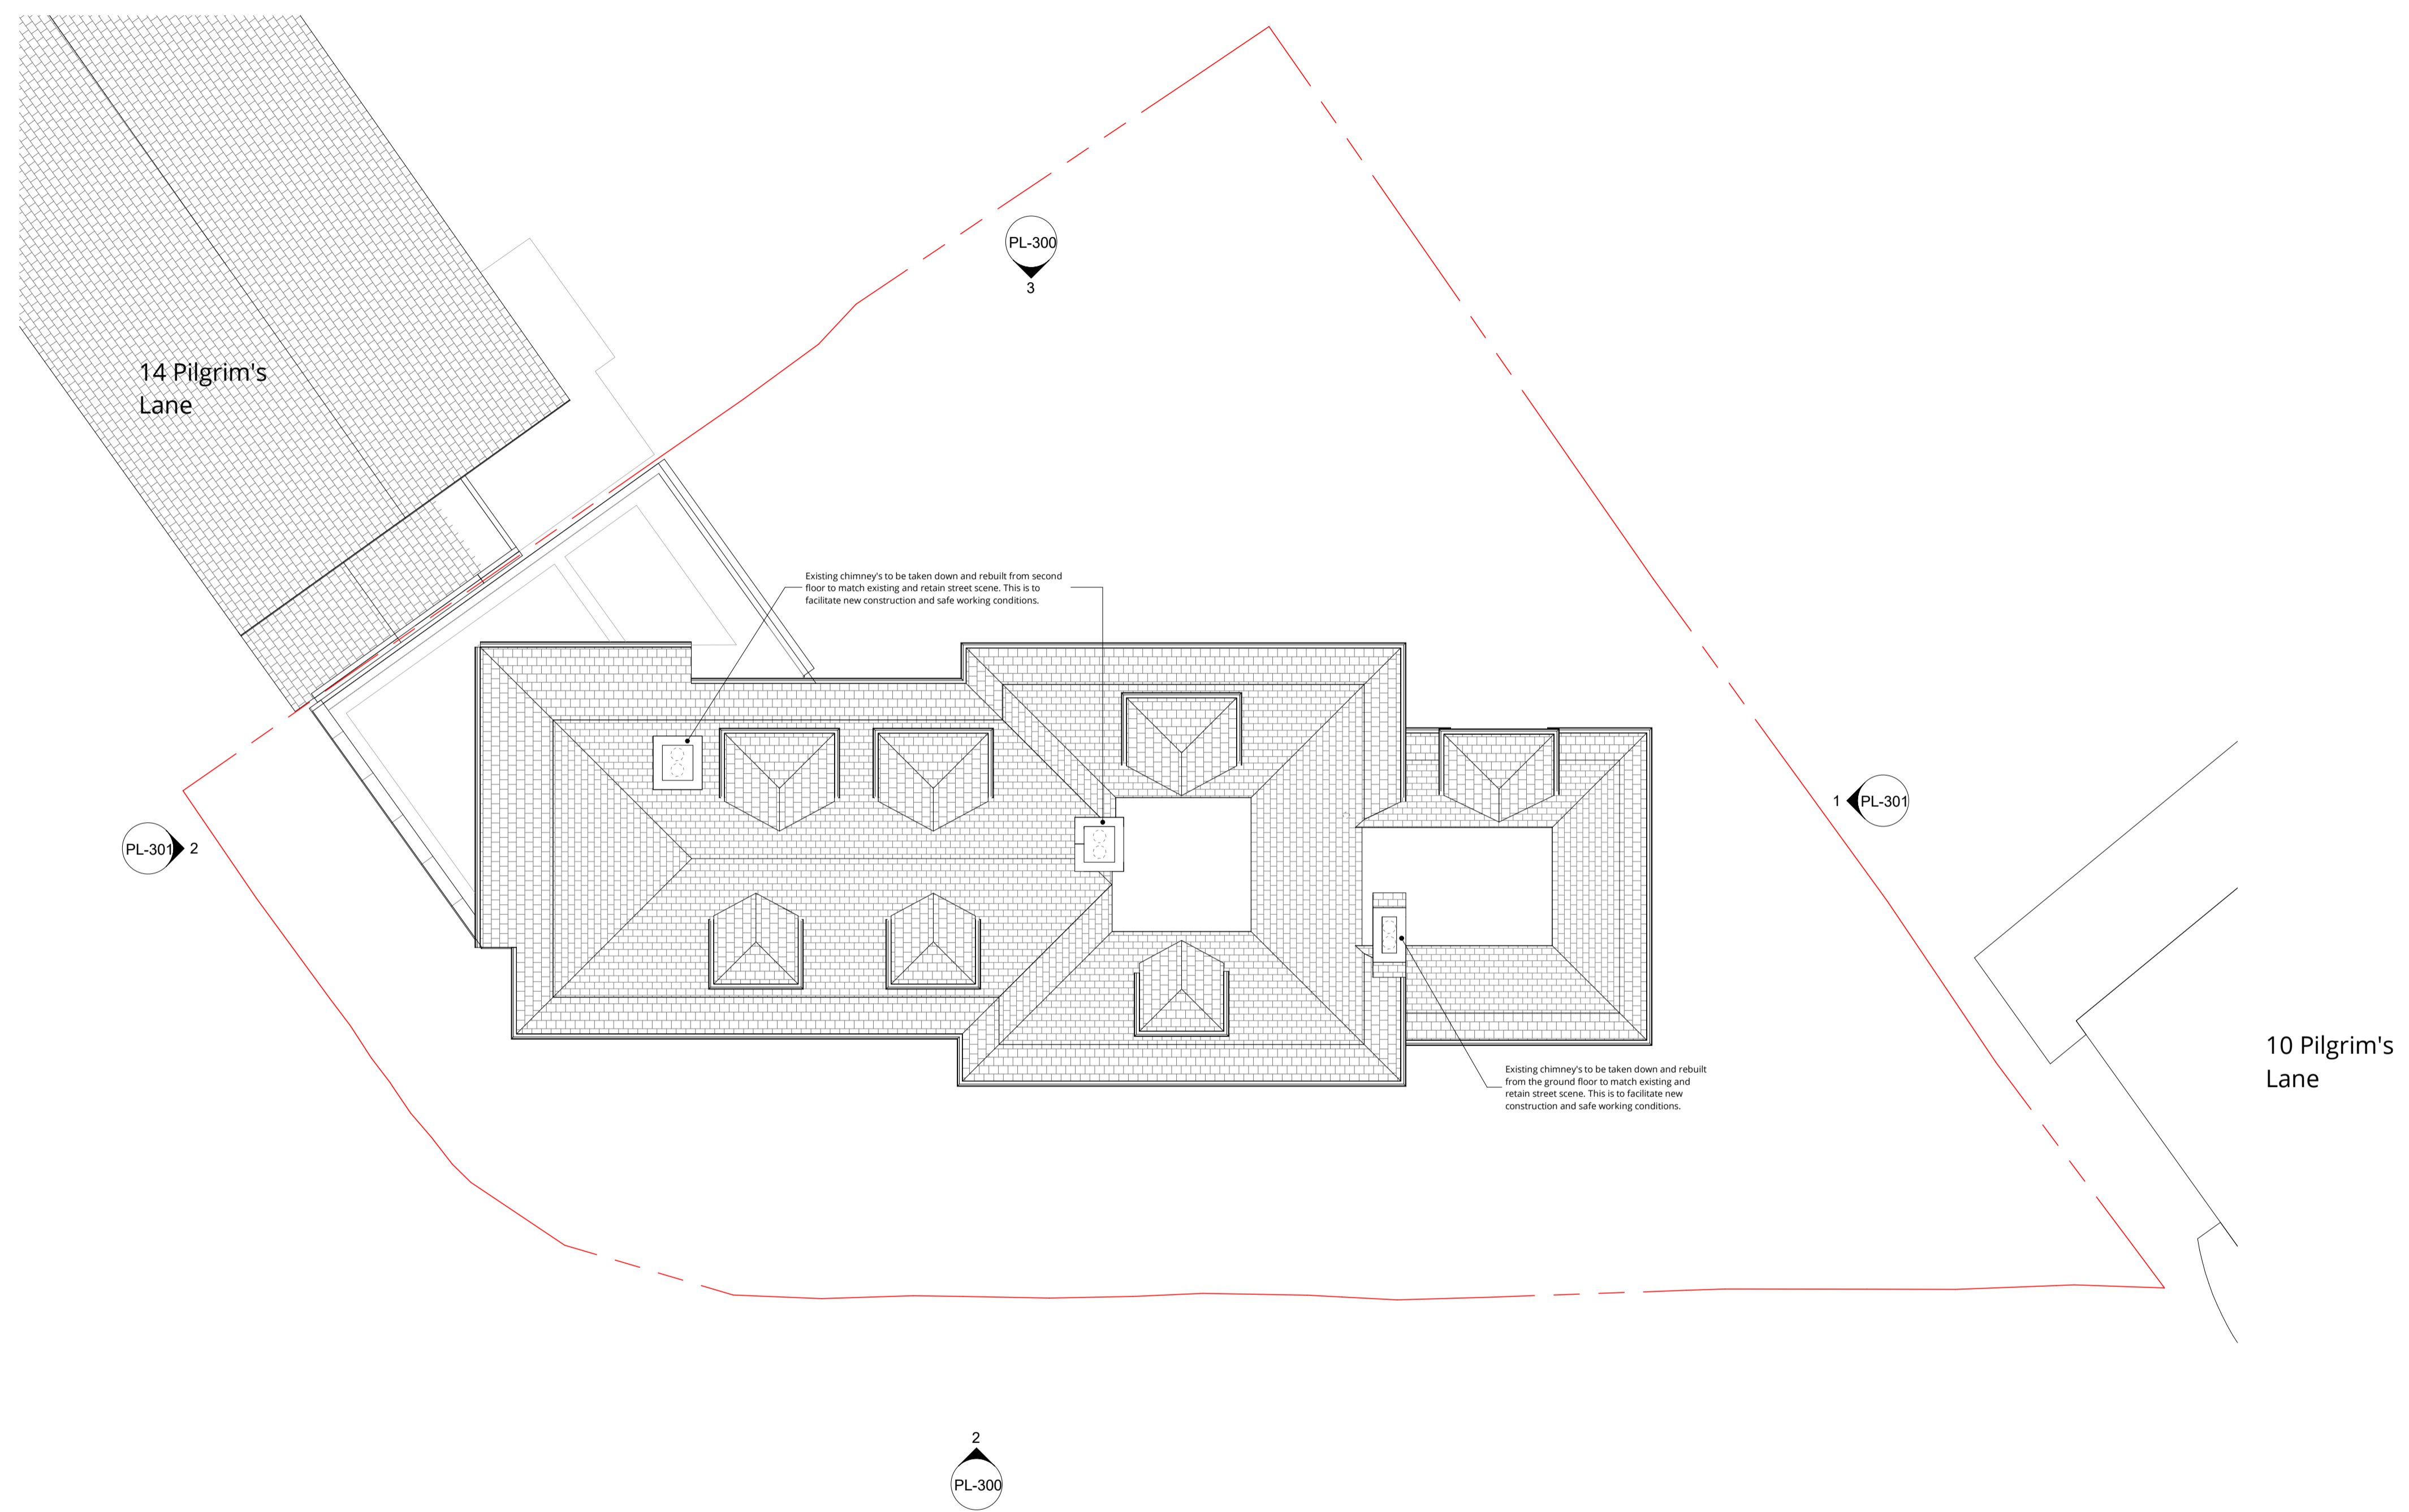 PL-300
3
14 Pilgrim's
Lane
Existing chimney's to be taken down and rebuilt from second
floor to match existing and retain street scene. This is to
facilitate new construction and safe working conditions.
1
PL-301
PL-301
2
10 Pilgrim's
Lane
Existing chimney's to be taken down and rebuilt
from the ground floor to match existing and
retain street scene. This is to facilitate new
construction and safe working conditions.
2
PL-300